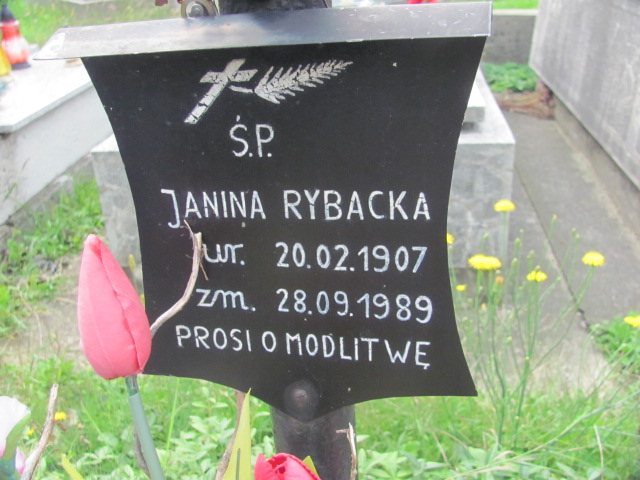 Ś.P.
JANINA RYBACKA
ur. 20.02.1907
zm. 28.09.1989
PROSI O MODLITWĘ